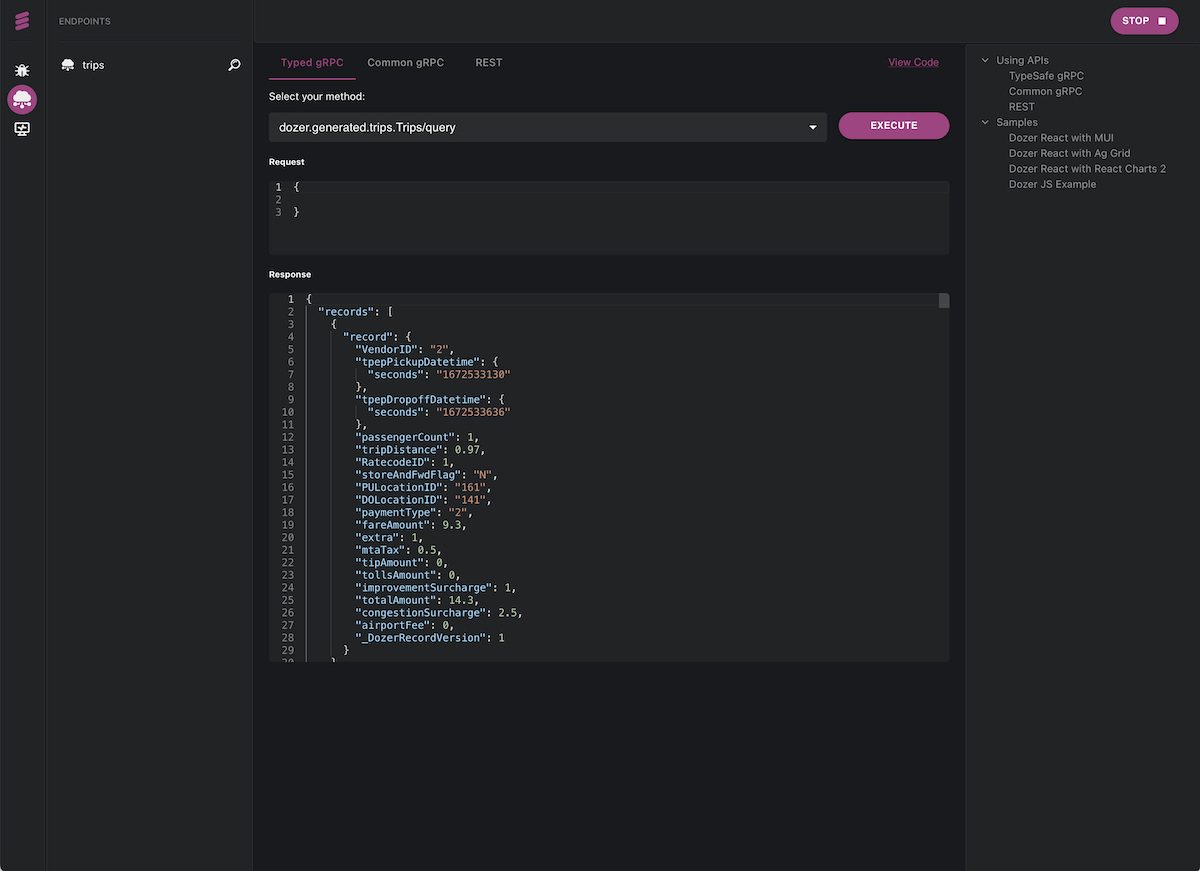 ENDPOINTS
STOP
trips
Typed gRPC
Common gRPC
REST
View Code
Select your method:
dozer.generated.trips.Trips/query
EXECUTE
Request
1 {
2
3 }
Response
1 {
2 "records": [
3 {
4 "record": {
5 "VendorID": "2",
6 "tpepPickupDatetime": {
7 "seconds": "1672533130"
8 },
9 "tpepDropoffDatetime": {
10 "seconds": "1672533636"
11 },
12 "passengerCount": 1,
13 "tripDistance": 0.97,
14 "RatecodeID": 1,
15 "storeAndFwdFlag": "N",
16 "PULocationID": "161",
17 "DOLocationID": "141",
18 "paymentType": "2",
19 "fareAmount": 9.3,
20 "extra": 1,
21 "mtaTax": 0.5,
22 "tipAmount": 0,
23 "tollsAmount": 0,
24 "improvementSurcharge": 1,
25 "totalAmount": 14.3,
26 "congestionSurcharge": 2.5,
27 "airportFee": 0,
28 "_DozerRecordVersion": 1
29 }
Using APIs
TypeSafe gRPC
Common gRPC
REST
Samples
Dozer React with MUI
Dozer React with Ag Grid
Dozer React with React Charts 2
Dozer JS Example